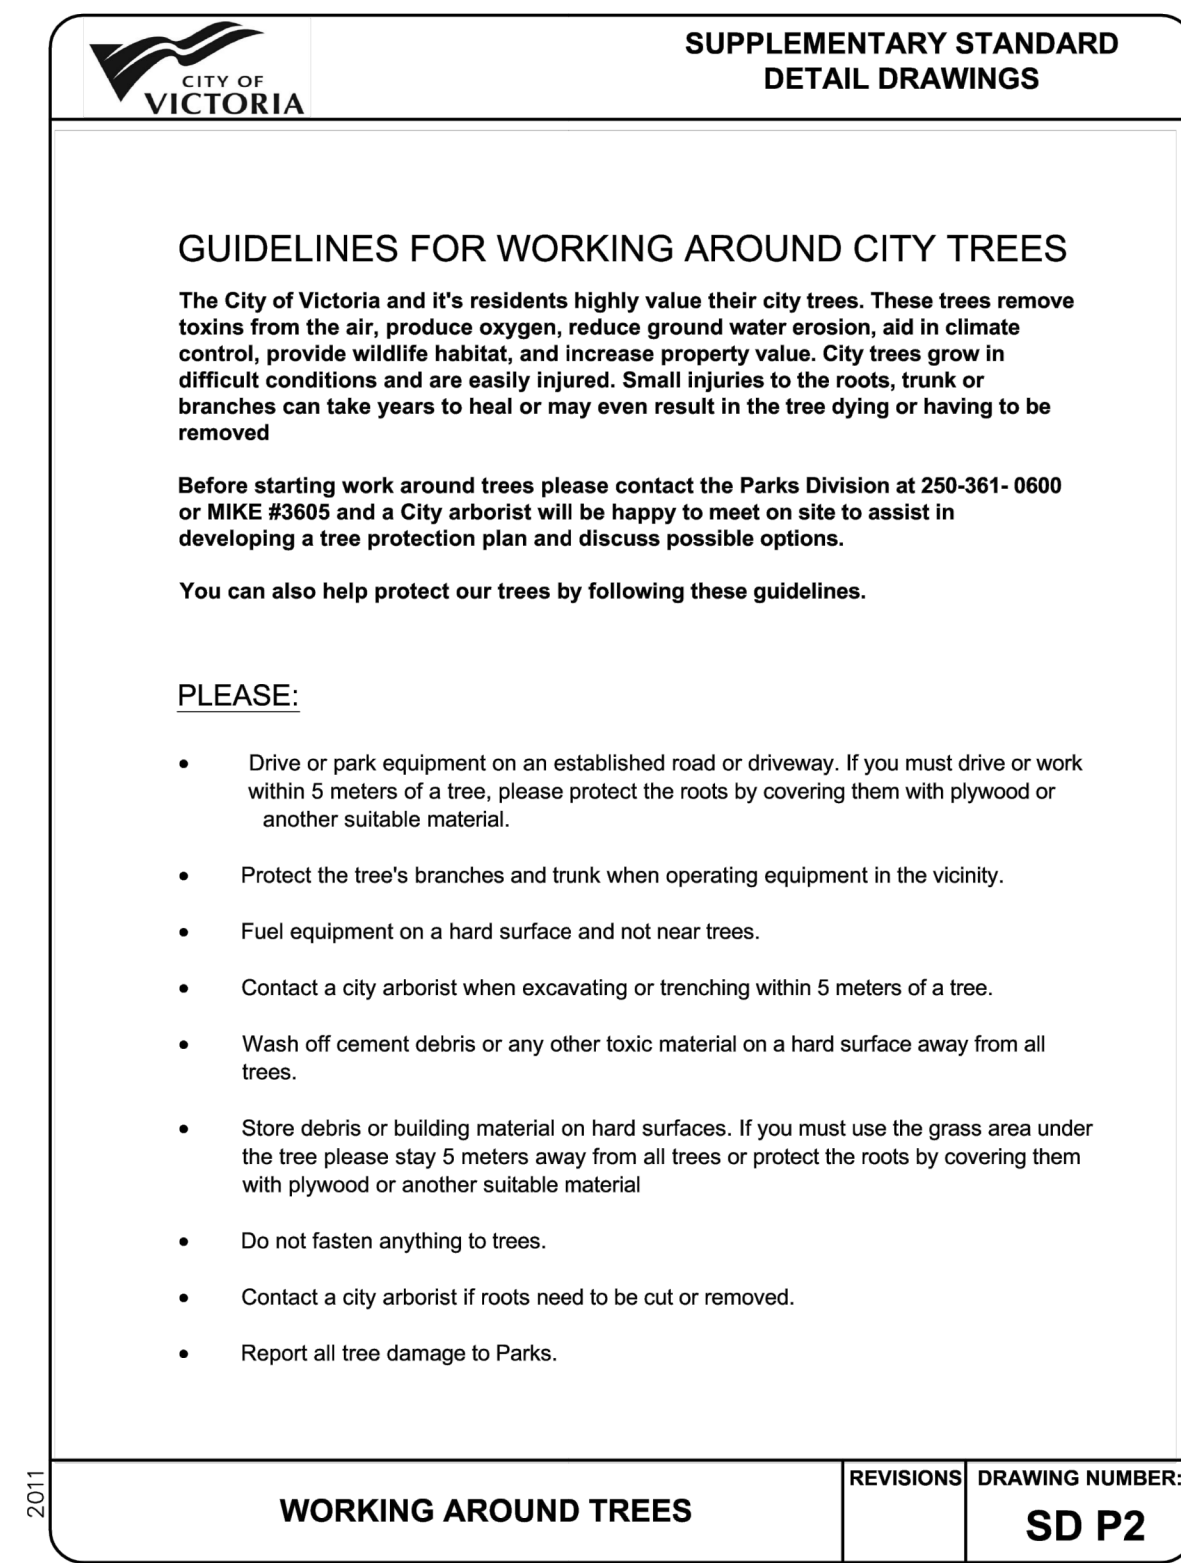 CITY OF
VICTORIA
SUPPLEMENTARY STANDARD
DETAIL DRAWINGS
GUIDELINES FOR WORKING AROUND CITY TREES
The City of Victoria and it's residents highly value their city trees. These trees remove
toxins from the air, produce oxygen, reduce ground water erosion, aid in climate
control, provide wildlife habitat, and increase property value. City trees grow in
difficult conditions and are easily injured. Small injuries to the roots, trunk or
branches can take years to heal or may even result in the tree dying or having to be
removed
Before starting work around trees please contact the Parks Division at 250-361- 0600
or MIKE #3605 and a City arborist will be happy to meet on site to assist in
developing a tree protection plan and discuss possible options.
You can also help protect our trees by following these guidelines.
PLEASE:
• Drive or park equipment on an established road or driveway. If you must drive or work
within 5 meters of a tree, please protect the roots by covering them with plywood or
another suitable material.
• Protect the tree's branches and trunk when operating equipment in the vicinity.
• Fuel equipment on a hard surface and not near trees.
• Contact a city arborist when excavating or trenching within 5 meters of a tree.
• Wash off cement debris or any other toxic material on a hard surface away from all
trees.
• Store debris or building material on hard surfaces. If you must use the grass area under
the tree please stay 5 meters away from all trees or protect the roots by covering them
with plywood or another suitable material
• Do not fasten anything to trees.
• Contact a city arborist if roots need to be cut or removed.
• Report all tree damage to Parks.
2011
WORKING AROUND TREES
REVISIONS
DRAWING NUMBER:
SD P2